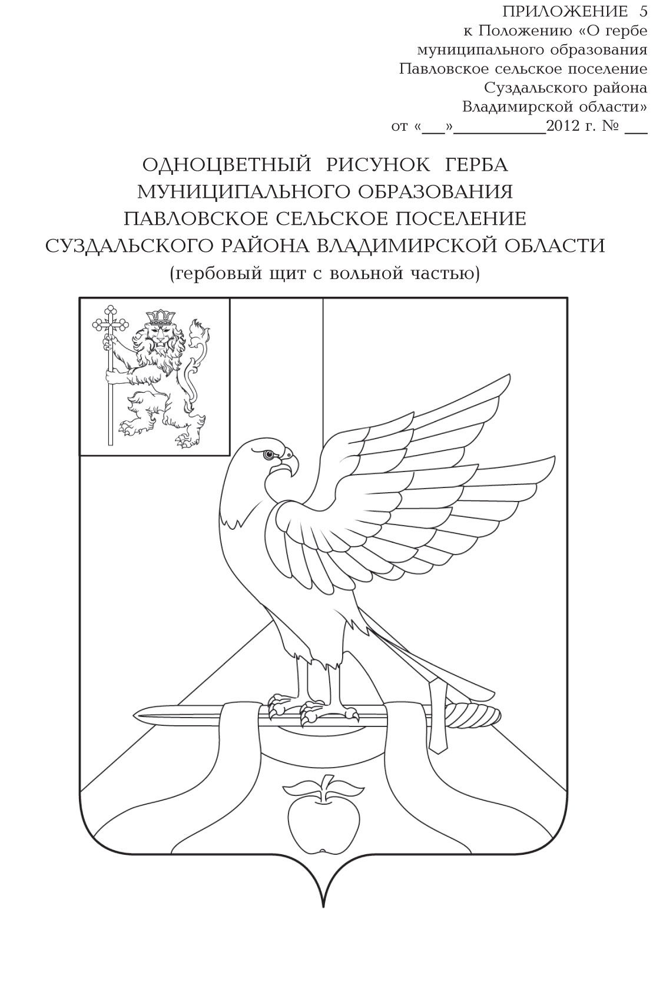 ПРИЛОЖЕНИЕ 5
к Положению «О гербе
муниципального образования
Павловское сельское поселение
Суздальского района
Владимирской области»
от «___»____________2012 г. № ___
ОДНОЦВЕТНЫЙ РИСУНОК ГЕРБА
МУНИЦИПАЛЬНОГО ОБРАЗОВАНИЯ
ПАВЛОВСКОЕ СЕЛЬСКОЕ ПОСЕЛЕНИЕ
СУЗДАЛЬСКОГО РАЙОНА ВЛАДИМИРСКОЙ ОБЛАСТИ
(гербовый щит с вольной частью)